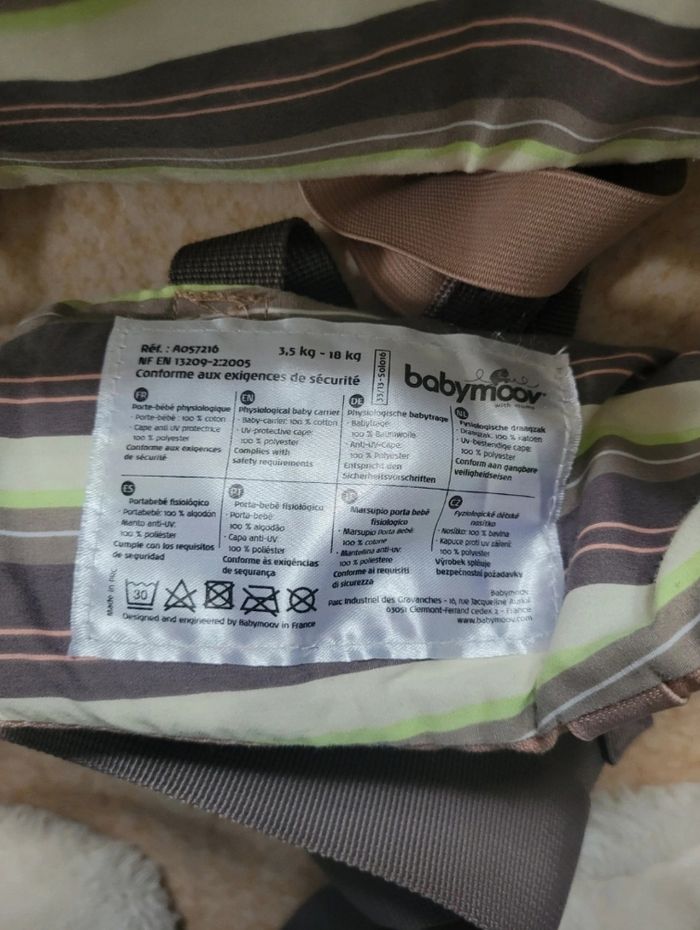 Réf. : A057216
3,5 kg - 18 kg
NF EN 13209-2:2005
Conforme aux exigences de sécurité
33/13-Solo16
babymoov
FR
Porte-bébé physiologique
· Porte-bébé : 100 % coton
· Cape anti UV protectrice
100 % polyester
Conforme aux exigences
de sécurité
EN
Physiological baby carrier
· Baby-carrier: 100 % cotton
· UV-protective cape:
100 % polyester
Complies with
safety requirements
DE
Physiologische babytrage
· Babytrage:
100 % Baumwolle
· Anti-UV-Cape:
100 % Polyester
Entspricht den
Sicherheitsvorschriften
NL
Fysiologische draagzak
· Draagzak: 100 % katoen
· Uv-bestendige cape:
100 % polyester
Conform aan gangbare
veiligheidseisen
ES
Portabebé fisiológico
· Portabebé: 100 % algodón
· Manto anti-UV:
100 % poliéster
Cumple con los requisitos
de seguridad
PT
Porta-bebé fisiológico
· Porta-bebé:
100 % algodão
· Capa anti UV:
100 % poliéster
Conforme às exigências
de segurança
Marsupio porta bebé
fisiologico
· Marsupio Porta Bebé:
100 % cotone
· Mantellina anti-UV:
100 % poliestere
Conforme ai requisiti
di sicurezza
CZ
Fyziologické dětské
nosítko
· Nosítko: 100 % bavlna
· Kapuce proti uv záření:
100 % polyester
Výrobek splňuje
bezpečnostní požadavky
Made in
30
Designed and engineered by Babymoov in France
Babymoov
Parc Industriel des Gravanches - 16, rue Jacqueline Auriol
63051 Clermont-Ferrand cedex 2 - France
www.babymoov.com